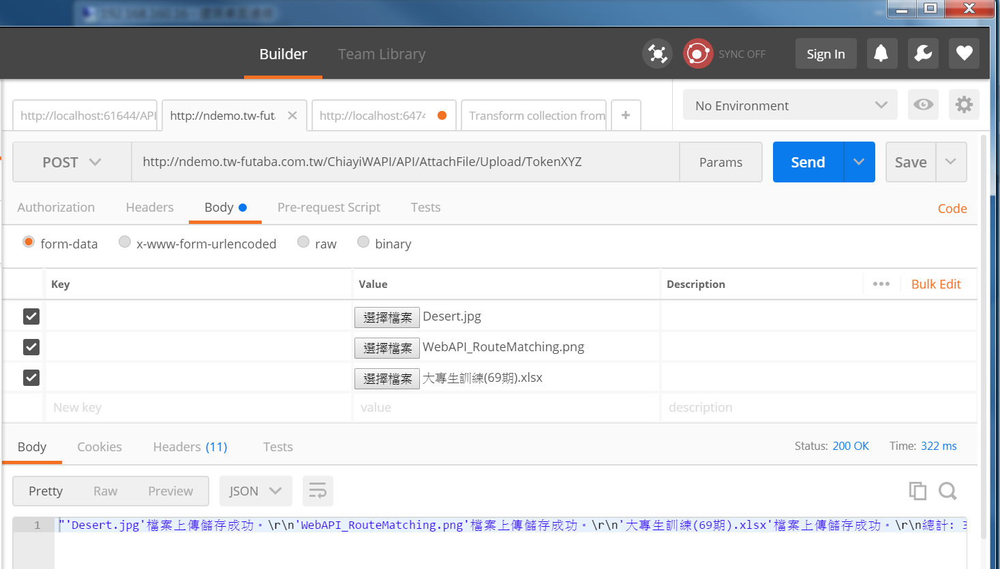 Builder
Team Library
SYNC OFF
Sign In
http://localhost:61644/API
http://ndemo.tw-fut
http://localhost:6474
Transform collection from
+
No Environment
POST
http://ndemo.tw-futaba.com.tw/ChiayiWAPI/API/AttachFile/Upload/TokenXYZ
Params
Send
Save
Authorization
Headers
Body
Pre-request Script
Tests
Code
form-data
x-www-form-urlencoded
raw
binary
Key
Value
Description
Bulk Edit
選擇檔案 Desert.jpg
選擇檔案 WebAPI_RouteMatching.png
選擇檔案 大專生訓練(69期).xlsx
New key
value
description
Body
Cookies
Headers (11)
Tests
Status: 200 OK
Time: 322 ms
Pretty
Raw
Preview
JSON
1
"'Desert.jpg'檔案上傳儲存成功。\r\n'WebAPI_RouteMatching.png'檔案上傳儲存成功。\r\n'大專生訓練(69期).xlsx'檔案上傳儲存成功。\r\n總計: 3